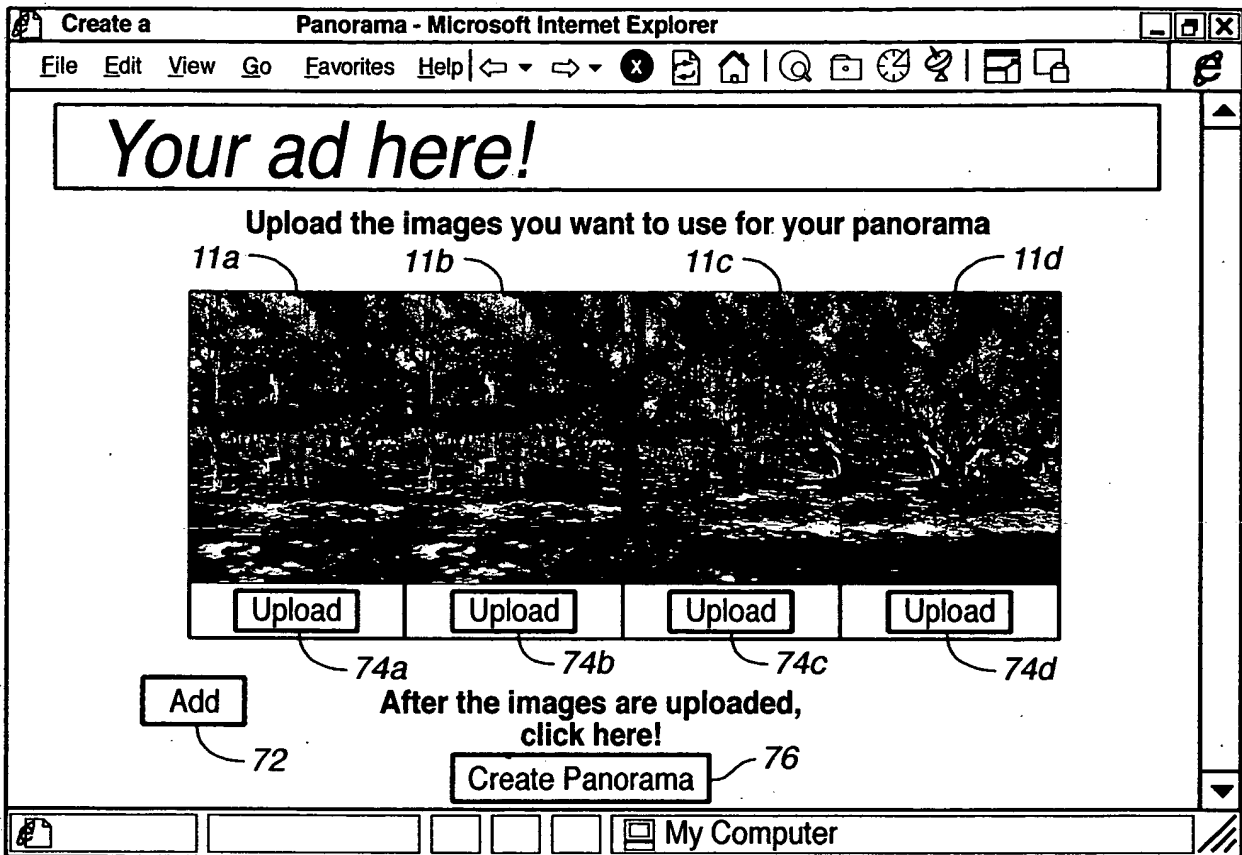 Create a Panorama - Microsoft Internet Explorer
File Edit View Go Favorites Help
Your ad here!
Upload the images you want to use for your panorama
11a 11b 11c 11d
Upload Upload Upload Upload
74a 74b 74c 74d
Add
After the images are uploaded,
click here!
72
76
Create Panorama
My Computer